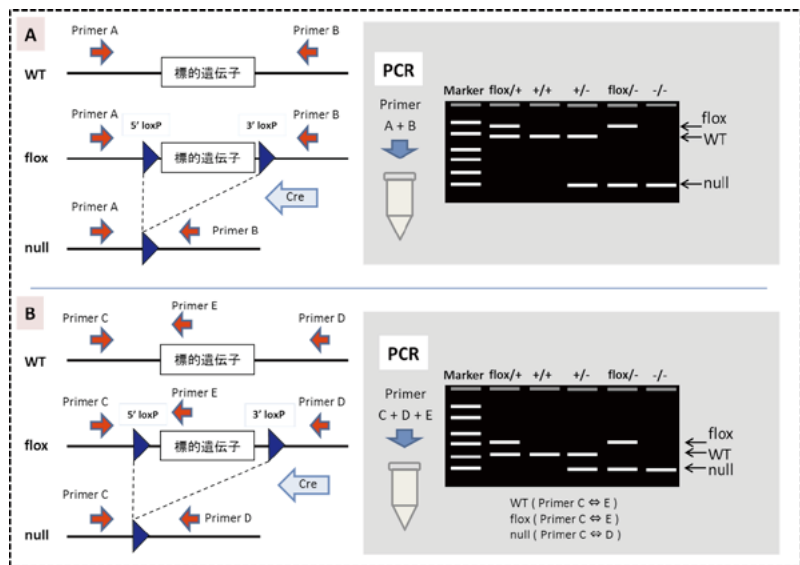 A
Primer A
Primer B
WT
標的遺伝子
Primer A
Primer B
5' loxP
3' loxP
flox
標的遺伝子
Cre
Primer A
Primer B
null
PCR
Primer
A + B
Marker flox/+ +/+ +/- flox/- -/-
flox
WT
null
B
Primer E
Primer C
Primer D
WT
標的遺伝子
Primer C
Primer E
Primer D
5' loxP
3' loxP
flox
標的遺伝子
Cre
Primer C
Primer D
null
PCR
Primer
C + D + E
Marker flox/+ +/+ +/- flox/- -/-
flox
WT
null
WT ( Primer C ⇔ E )
flox ( Primer C ⇔ E )
null ( Primer C ⇔ D )